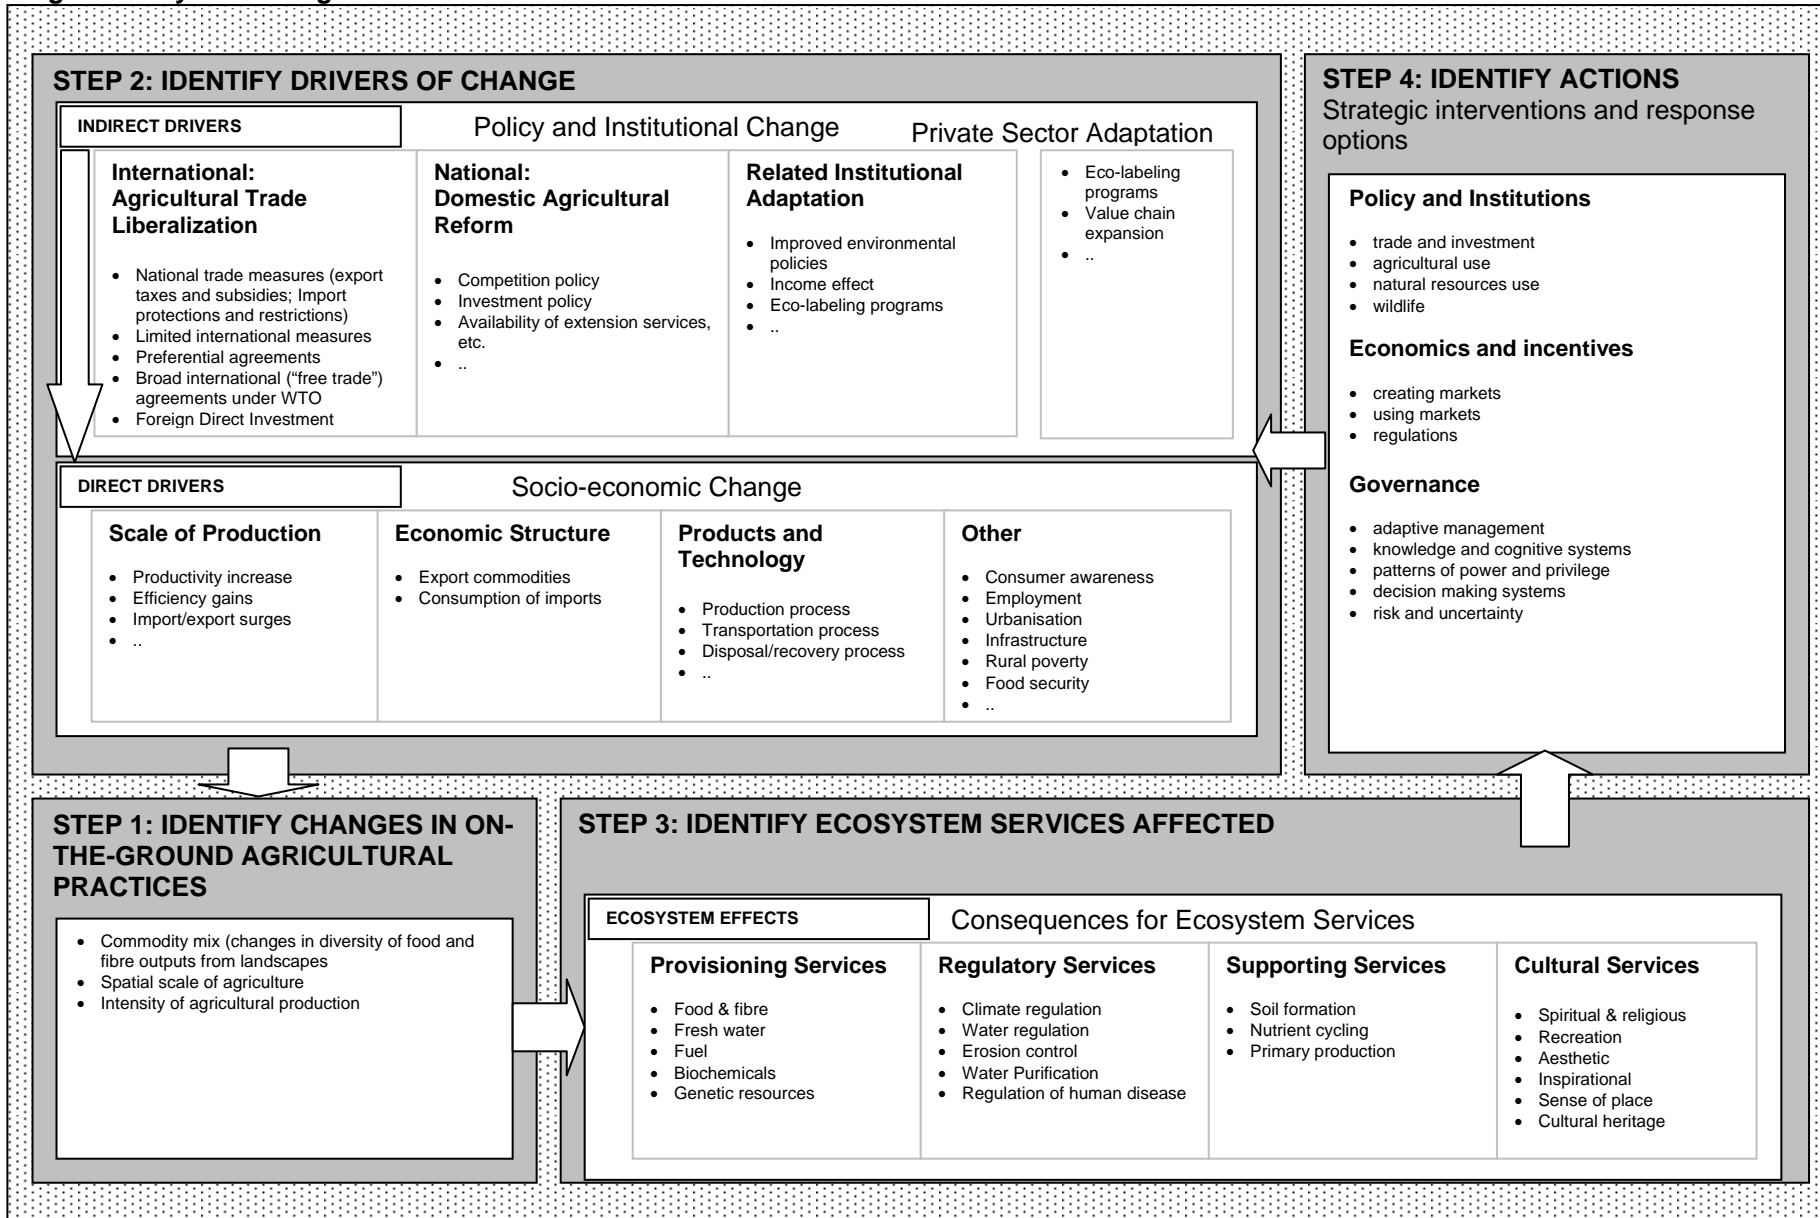 STEP 2: IDENTIFY DRIVERS OF CHANGE
INDIRECT DRIVERS
Policy and Institutional Change
Private Sector Adaptation
International:
Agricultural Trade
Liberalization
• National trade measures (export
taxes and subsidies; Import
protections and restrictions)
• Limited international measures
• Preferential agreements
• Broad international (“free trade”)
agreements under WTO
• Foreign Direct Investment
National:
Domestic Agricultural
Reform
• Competition policy
• Investment policy
• Availability of extension services,
etc.
• ..
Related Institutional
Adaptation
• Improved environmental
policies
• Income effect
• Eco-labeling programs
• ..
• Eco-labeling
programs
• Value chain
expansion
• ..
DIRECT DRIVERS
Socio-economic Change
Scale of Production
• Productivity increase
• Efficiency gains
• Import/export surges
• ..
Economic Structure
• Export commodities
• Consumption of imports
Products and
Technology
• Production process
• Transportation process
• Disposal/recovery process
• ..
Other
• Consumer awareness
• Employment
• Urbanisation
• Infrastructure
• Rural poverty
• Food security
• ..
STEP 4: IDENTIFY ACTIONS
Strategic interventions and response
options
Policy and Institutions
• trade and investment
• agricultural use
• natural resources use
• wildlife
Economics and incentives
• creating markets
• using markets
• regulations
Governance
• adaptive management
• knowledge and cognitive systems
• patterns of power and privilege
• decision making systems
• risk and uncertainty
STEP 1: IDENTIFY CHANGES IN ON-
THE-GROUND AGRICULTURAL
PRACTICES
• Commodity mix (changes in diversity of food and
fibre outputs from landscapes
• Spatial scale of agriculture
• Intensity of agricultural production
STEP 3: IDENTIFY ECOSYSTEM SERVICES AFFECTED
ECOSYSTEM EFFECTS
Consequences for Ecosystem Services
Provisioning Services
• Food & fibre
• Fresh water
• Fuel
• Biochemicals
• Genetic resources
Regulatory Services
• Climate regulation
• Water regulation
• Erosion control
• Water Purification
• Regulation of human disease
Supporting Services
• Soil formation
• Nutrient cycling
• Primary production
Cultural Services
• Spiritual & religious
• Recreation
• Aesthetic
• Inspirational
• Sense of place
• Cultural heritage